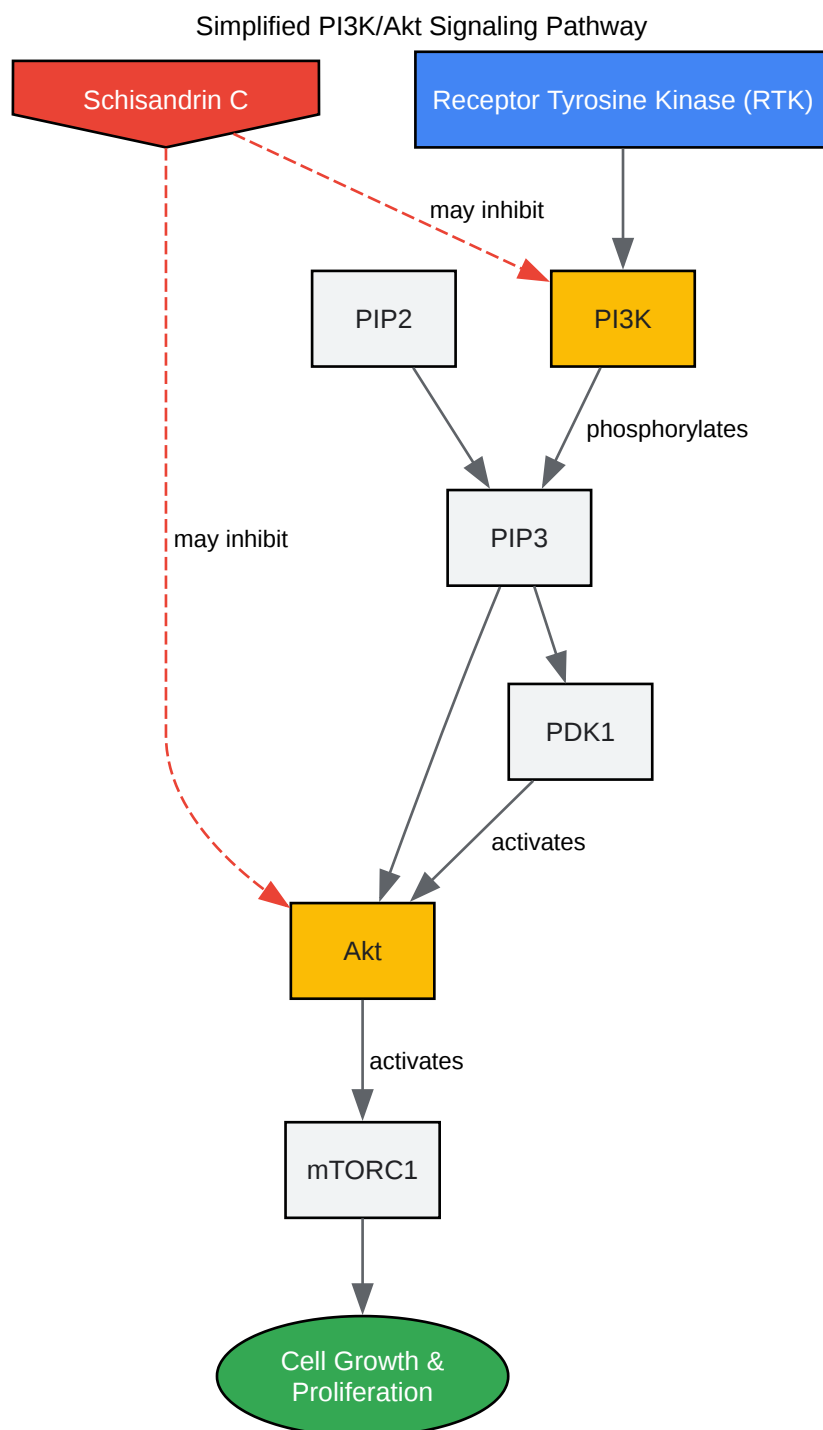 Simplified PI3K/Akt Signaling Pathway
Schisandrin C
Receptor Tyrosine Kinase (RTK)
may inhibit
PIP2
PI3K
phosphorylates
PIP3
may inhibit
PDK1
activates
Akt
activates
mTORC1
Cell Growth &
Proliferation